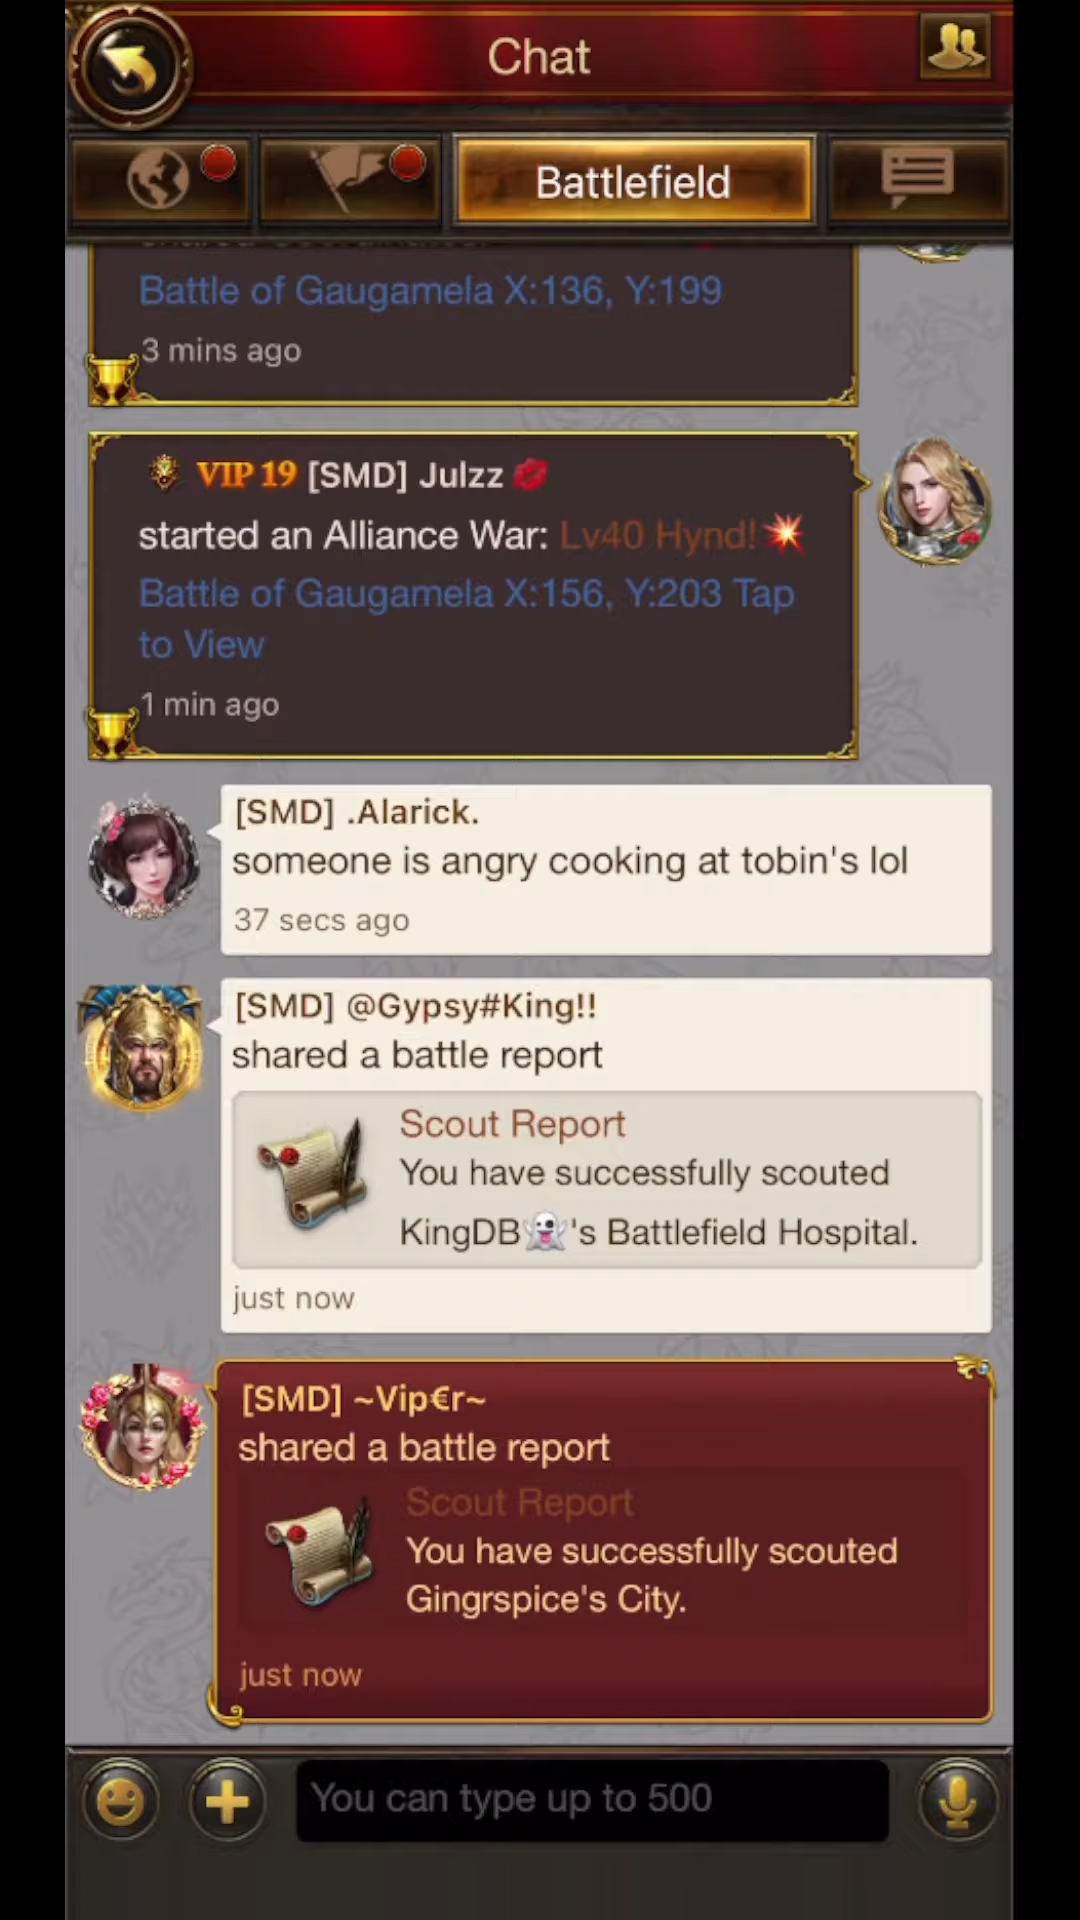 Chat
Battlefield
Battle of Gaugamela X:136, Y:199
3 mins ago
VIP 19 [SMD] Julzz💋
started an Alliance War: Lv40 Hynd!💥
Battle of Gaugamela X:156, Y:203 Tap
to View
1 min ago
[SMD] .Alarick.
someone is angry cooking at tobin's lol
37 secs ago
[SMD] @Gypsy#King!!
shared a battle report
Scout Report
You have successfully scouted
KingDB👻's Battlefield Hospital.
just now
[SMD] ~Vip€r~
shared a battle report
Scout Report
You have successfully scouted
Gingrspice's City.
just now
You can type up to 500